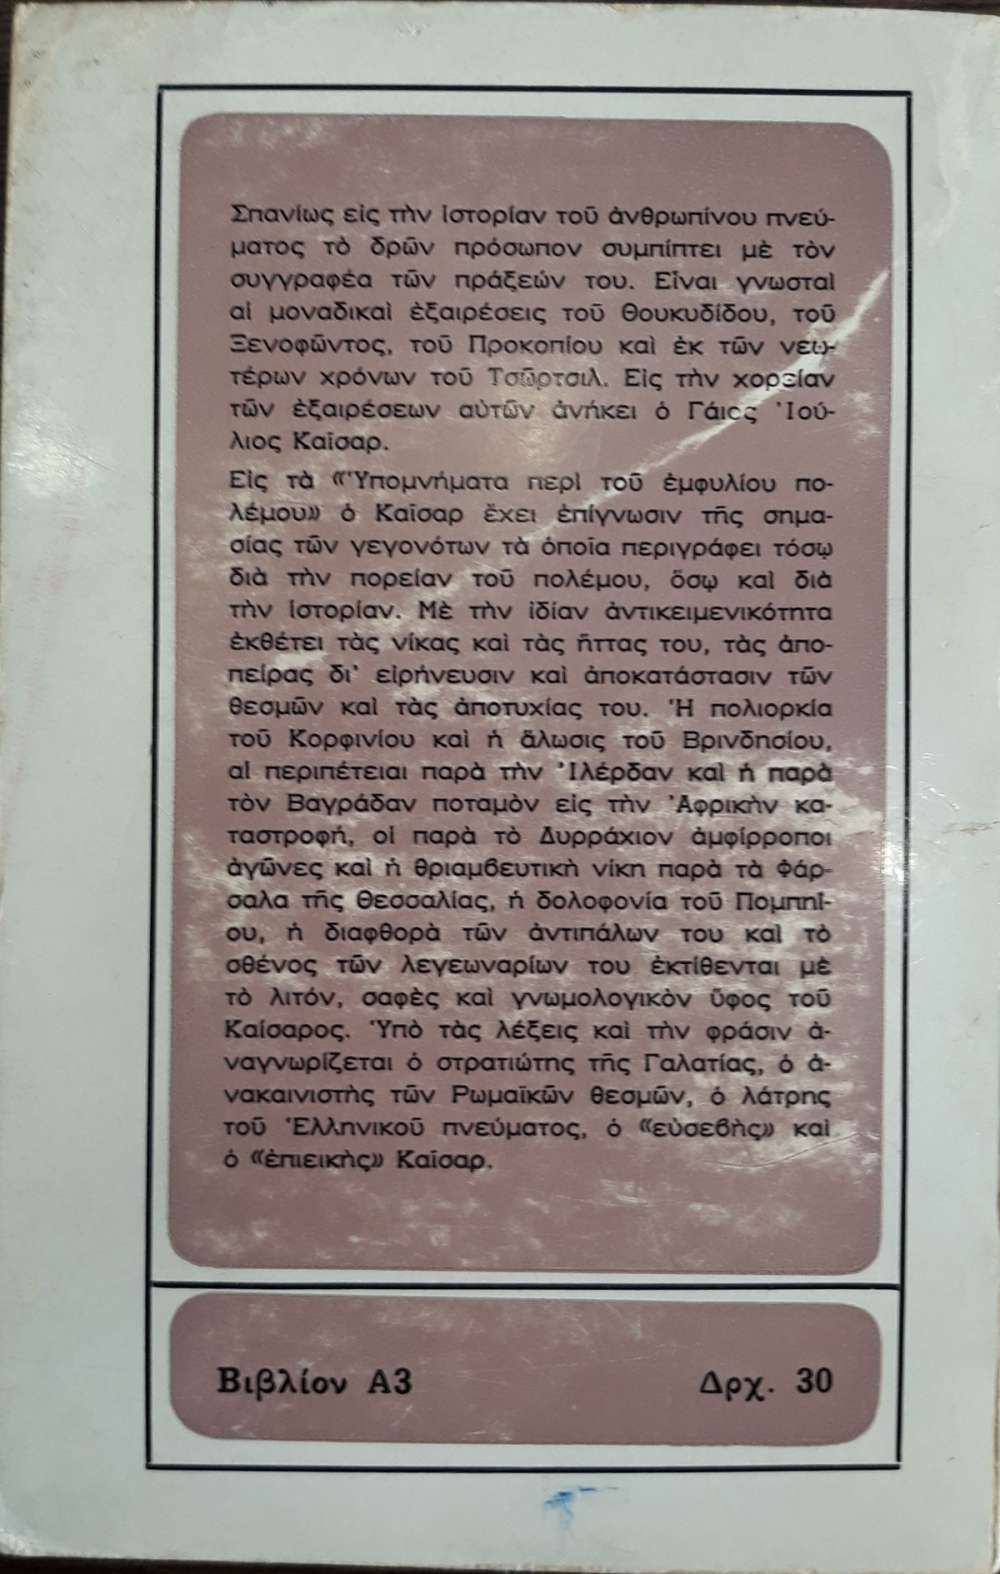 Σπανίως εἰς τὴν ἱστορίαν τοῦ ἀνθρωπίνου πνεύ-
ματος τὸ δρῶν πρόσωπον συμπίπτει μὲ τὸν
συγγραφέα τῶν πράξεών του. Εἶναι γνωσταὶ
αἱ μοναδικαὶ ἐξαιρέσεις τοῦ Θουκυδίδου, τοῦ
Ξενοφῶντος, τοῦ Προκοπίου καὶ ἐκ τῶν νεω-
τέρων χρόνων τοῦ Τσῶρτσιλ. Εἰς τὴν χορείαν
τῶν ἐξαιρέσεων αὐτῶν ἀνήκει ὁ Γάιος Ἰού-
λιος Καῖσαρ.
Εἰς τὰ «Ὑπομνήματα περὶ τοῦ ἐμφυλίου πο-
λέμου» ὁ Καῖσαρ ἔχει ἐπίγνωσιν τῆς σημα-
σίας τῶν γεγονότων τὰ ὁποῖα περιγράφει τόσῳ
διὰ τὴν πορείαν τοῦ πολέμου, ὅσῳ καὶ διὰ
τὴν ἱστορίαν. Μὲ τὴν ἰδίαν ἀντικειμενικότητα
ἐκθέτει τὰς νίκας καὶ τὰς ἥττας του, τὰς ἀπο-
πείρας δι' εἰρήνευσιν καὶ ἀποκατάστασιν τῶν
θεσμῶν καὶ τὰς ἀποτυχίας του. Ἡ πολιορκία
τοῦ Κορφινίου καὶ ἡ ἅλωσις τοῦ Βρινδησίου,
αἱ περιπέτειαι παρὰ τὴν Ἰλέρδαν καὶ ἡ παρὰ
τὸν Βαγράδαν ποταμὸν εἰς τὴν Ἀφρικὴν κα-
ταστροφή, οἱ παρὰ τὸ Δυρράχιον ἀμφίρροποι
ἀγῶνες καὶ ἡ θριαμβευτικὴ νίκη παρὰ τὰ Φάρ-
σαλα τῆς Θεσσαλίας, ἡ δολοφονία τοῦ Πομπηΐ-
ου, ἡ διαφθορὰ τῶν ἀντιπάλων του καὶ τὸ
σθένος τῶν λεγεωναρίων του ἐκτίθενται μὲ
τὸ λιτόν, σαφὲς καὶ γνωμολογικὸν ὕφος τοῦ
Καίσαρος. Ὑπὸ τὰς λέξεις καὶ τὴν φράσιν ἀ-
ναγνωρίζεται ὁ στρατιώτης τῆς Γαλατίας, ὁ ἀ-
νακαινιστὴς τῶν Ρωμαϊκῶν θεσμῶν, ὁ λάτρης
τοῦ Ἑλληνικοῦ πνεύματος, ὁ «εὐσεβὴς» καὶ
ὁ «ἐπιεικὴς» Καῖσαρ.
Βιβλίον Α3
Δρχ. 30